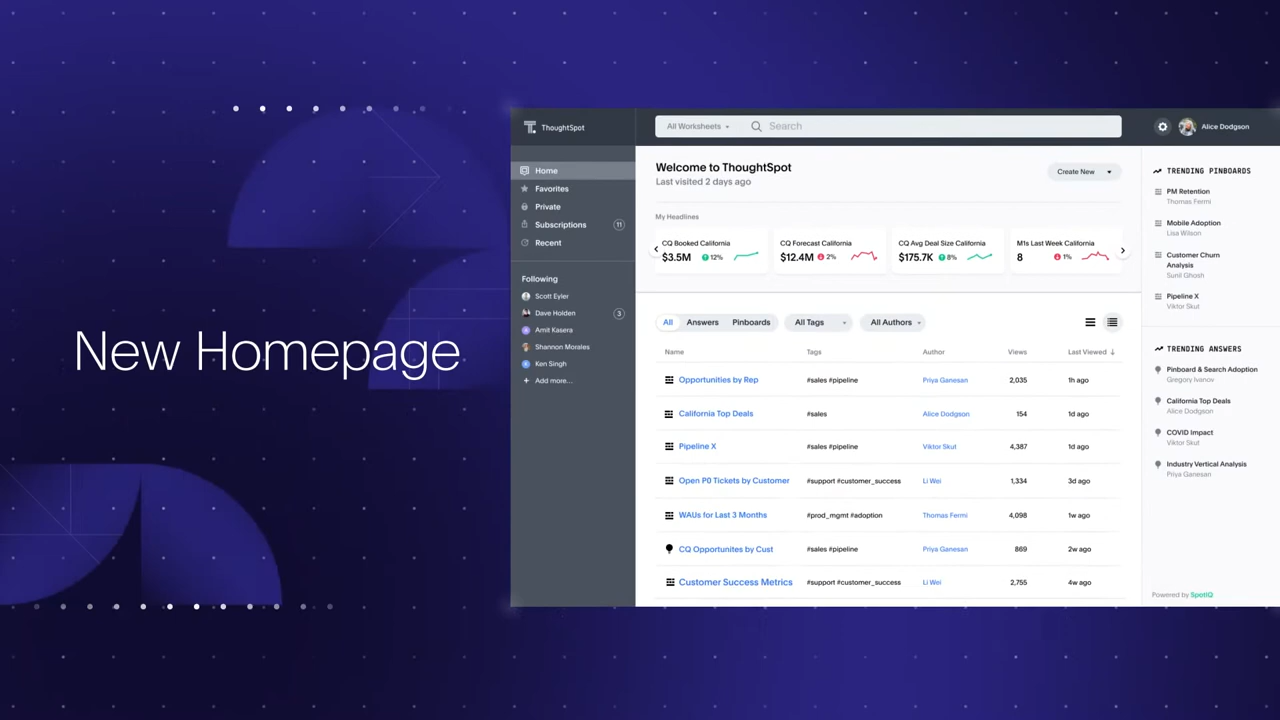 New Homepage
ThoughtSpot
All Worksheets
Search
Alice Dodgson
Home
Favorites
Private
Subscriptions 11
Recent
Following
Scott Eyler
Dave Holden 3
Amit Kasera
Shannon Morales
Ken Singh
+ Add more...
Welcome to ThoughtSpot
Last visited 2 days ago
Create New
My Headlines
CQ Booked California
$3.5M 12%
CQ Forecast California
$12.4M 2%
CQ Avg Deal Size California
$175.7K 8%
M1s Last Week California
8 1%
All Answers Pinboards All Tags All Authors
Name Tags Author Views Last Viewed ↓
Opportunities by Rep #sales #pipeline Priya Ganesan 2,035 1h ago
California Top Deals #sales Alice Dodgson 154 1d ago
Pipeline X #sales #pipeline Viktor Skut 4,387 1d ago
Open P0 Tickets by Customer #support #customer_success Li Wei 1,334 3d ago
WAUs for Last 3 Months #prod_mgmt #adoption Thomas Fermi 4,098 1w ago
CQ Opportunites by Cust #sales #pipeline Priya Ganesan 869 2w ago
Customer Success Metrics #support #customer_success Li Wei 2,755 4w ago
TRENDING PINBOARDS
PM Retention
Thomas Fermi
Mobile Adoption
Lisa Wilson
Customer Churn
Analysis
Sunil Ghosh
Pipeline X
Viktor Skut
TRENDING ANSWERS
Pinboard & Search Adoption
Gregory Ivanov
California Top Deals
Alice Dodgson
COVID Impact
Viktor Skut
Industry Vertical Analysis
Priya Ganesan
Powered by SpotIQ